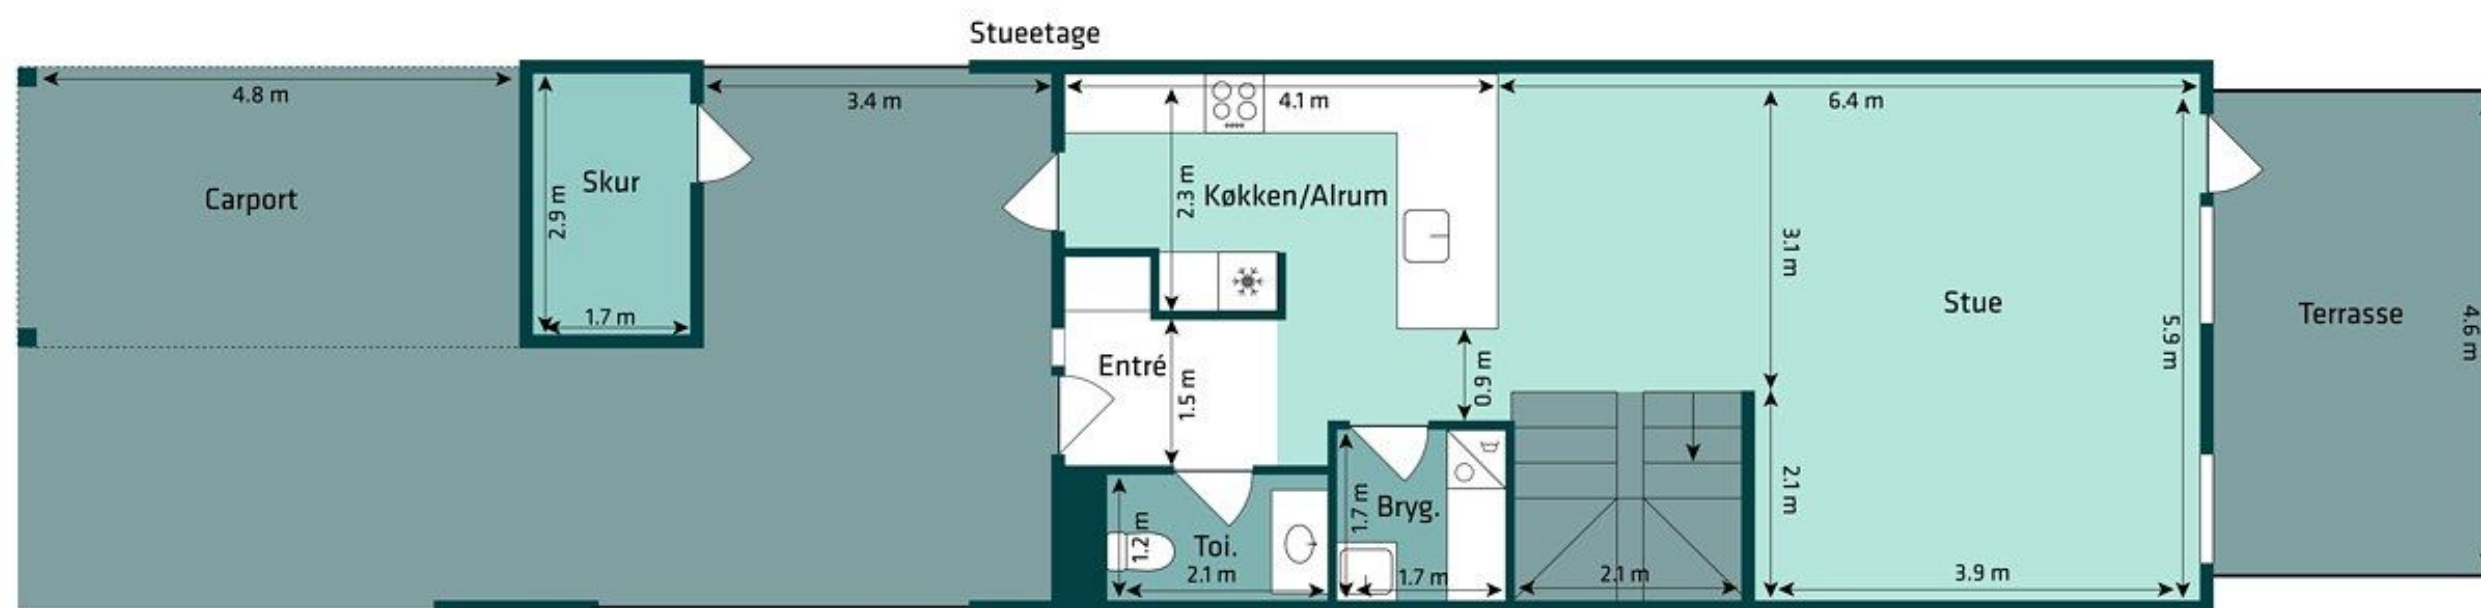 Stueetage
4.8 m
3.4 m
4.1 m
6.4 m
Carport
Skur
2.9 m
1.7 m
2.3 m
Køkken/Alrum
3.1 m
Stue
5.9 m
Terrasse
4.6 m
Entré
1.5 m
0.9 m
2.1 m
1.7 m
Bryg.
1.2 m
Toi.
2.1 m
1.7 m
2.1 m
3.9 m